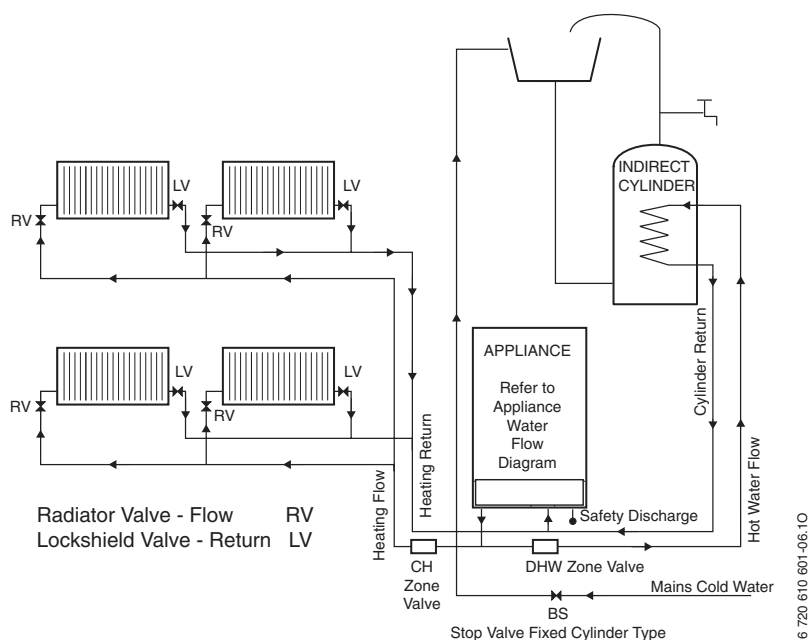 INDIRECT
CYLINDER
LV
LV
RV
RV
Cylinder Return
Hot Water Flow
APPLIANCE
Refer to
Appliance
Water
Flow
Diagram
LV
LV
RV
RV
Heating Return
Heating Flow
Radiator Valve - Flow RV
Lockshield Valve - Return LV
Safety Discharge
CH
Zone
Valve
DHW Zone Valve
Mains Cold Water
BS
Stop Valve Fixed Cylinder Type
6 720 610 601-06.1O